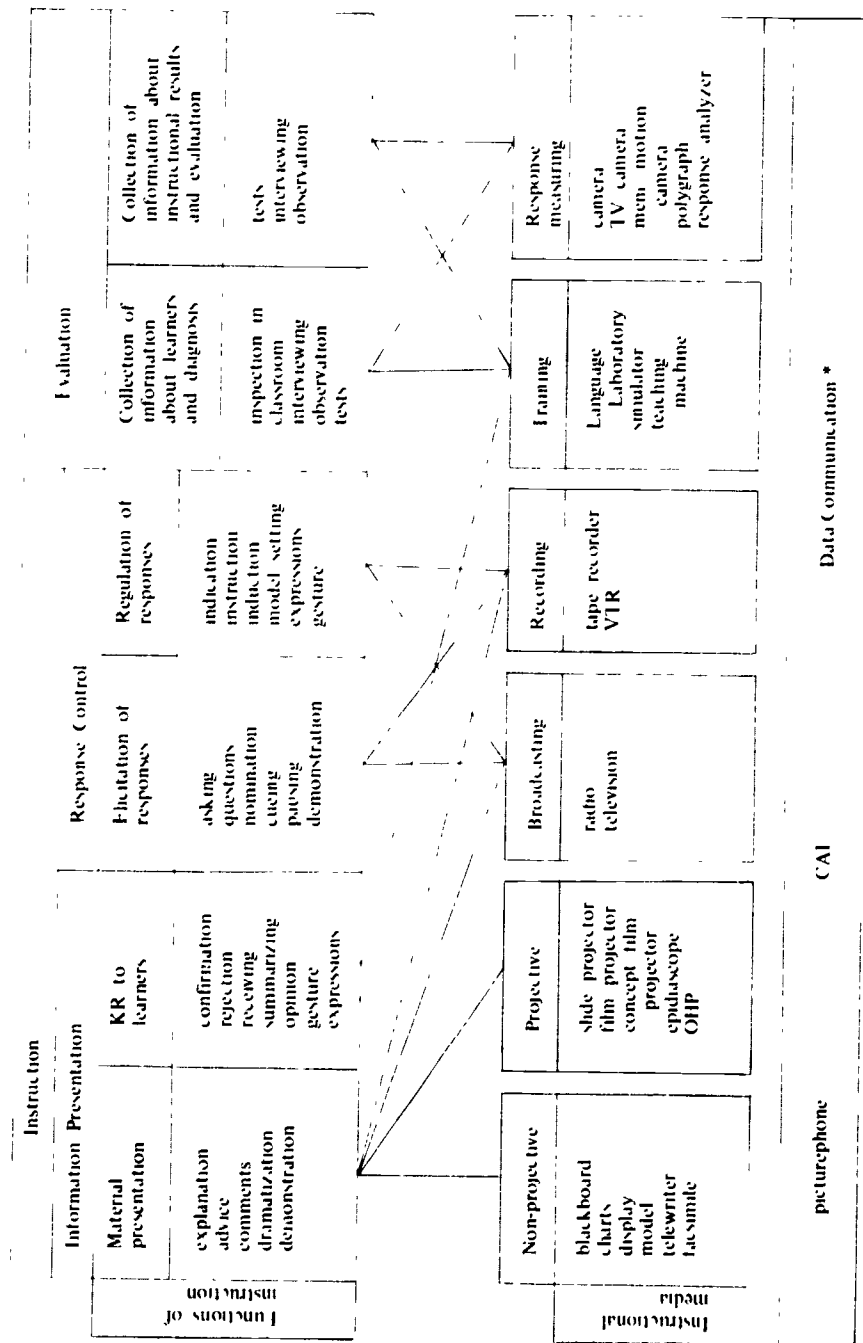 Instruction
Evaluation
Information Presentation
Response Control
Functions of
instruction
Material
presentation
KR to
learners
Elicitation of
responses
Regulation of
responses
Collection of
information
about learners
and diagnosis
Collection of
information about
instructional results
and evaluation
explanation
advice
comments
dramatization
demonstration
confirmation
rejection
receiving
summarizing
opinion
gesture
expressions
asking
questions
nomination
cueing
pausing
demonstration
indication
instruction
induction
model setting
expressions
gesture
inspection in
classroom
interviewing
observation
tests
tests
interviewing
observation
Instructional
media
Non-projective
Projective
Broadcasting
Recording
Training
Response
measuring
blackboard
charts
display
model
telewriter
facsimile
slide projector
film projector
concept film
projector
epidiascope
OHP
radio
television
tape recorder
VTR
Language
Laboratory
simulator
teaching
machine
camera
TV camera
mem motion
camera
polygraph
response analyzer
picturephone
CAI
Data Communication *